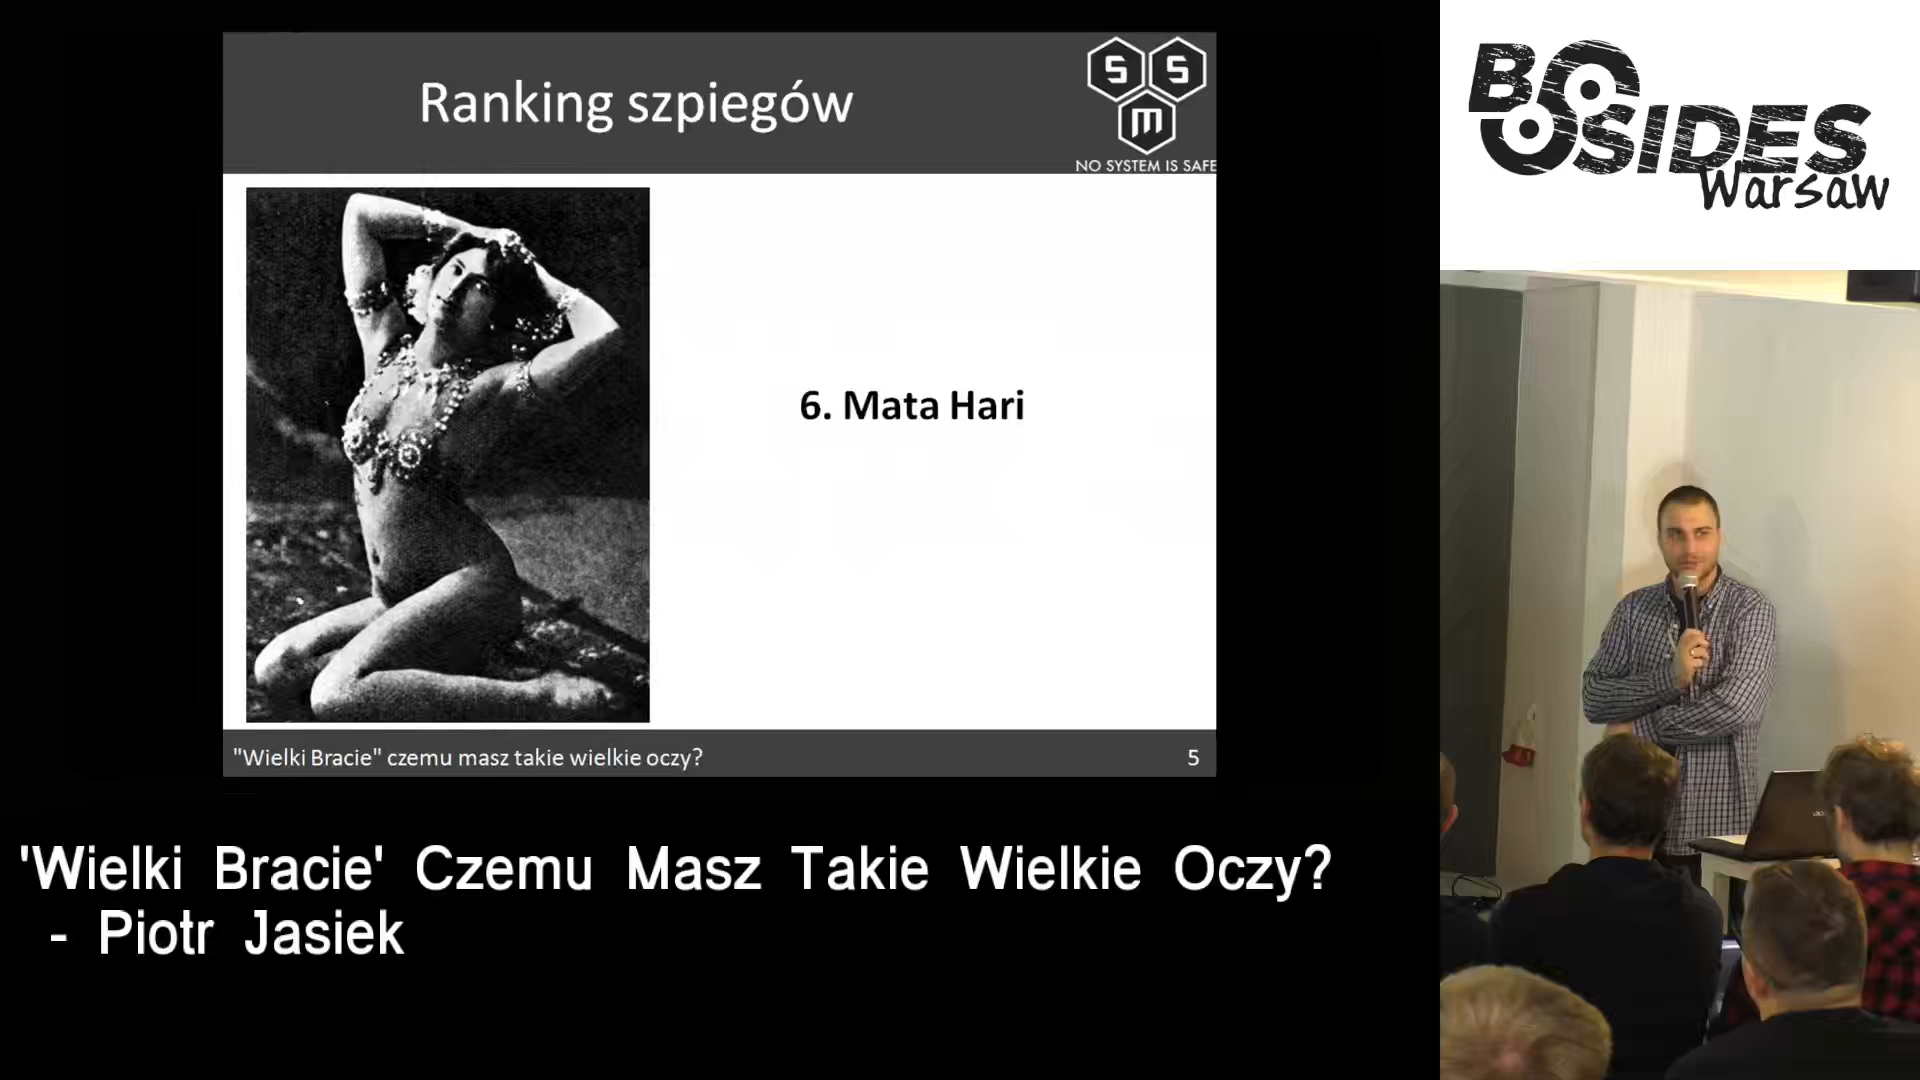 Ranking szpiegów
S S
M
NO SYSTEM IS SAFE
6. Mata Hari
"Wielki Bracie" czemu masz takie wielkie oczy?
5
BSIDES
Warsaw
'Wielki Bracie' Czemu Masz Takie Wielkie Oczy?
- Piotr Jasiek